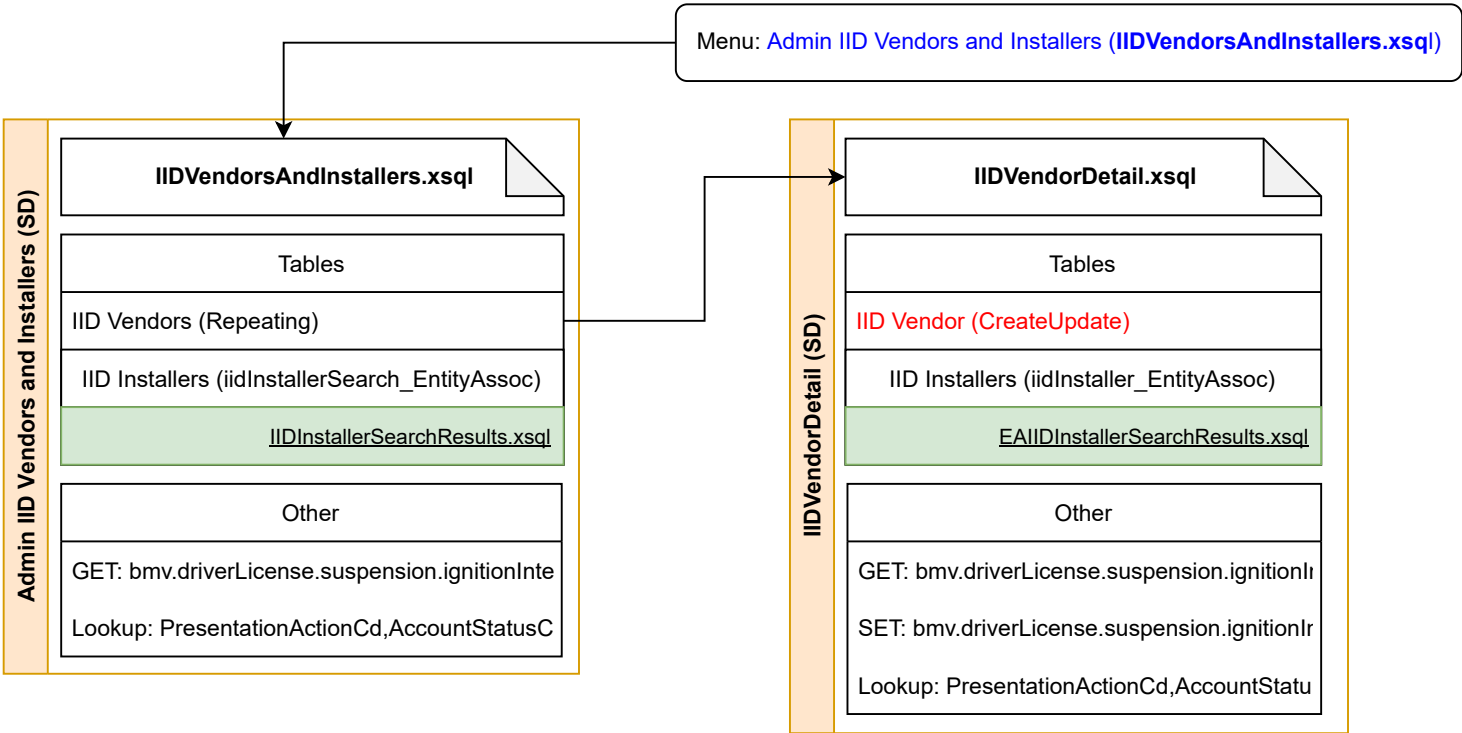 Menu: Admin IID Vendors and Installers (IIDVendorsAndInstallers.xsql)
Admin IID Vendors and Installers (SD)
IIDVendorsAndInstallers.xsql
Tables
IID Vendors (Repeating)
IID Installers (iidInstallerSearch_EntityAssoc)
IIDInstallerSearchResults.xsql
Other
GET: bmv.driverLicense.suspension.ignitionInte
Lookup: PresentationActionCd,AccountStatusC
IIDVendorDetail (SD)
IIDVendorDetail.xsql
Tables
IID Vendor (CreateUpdate)
IID Installers (iidInstaller_EntityAssoc)
EAIIDInstallerSearchResults.xsql
Other
GET: bmv.driverLicense.suspension.ignitionI
SET: bmv.driverLicense.suspension.ignitionI
Lookup: PresentationActionCd,AccountStatu